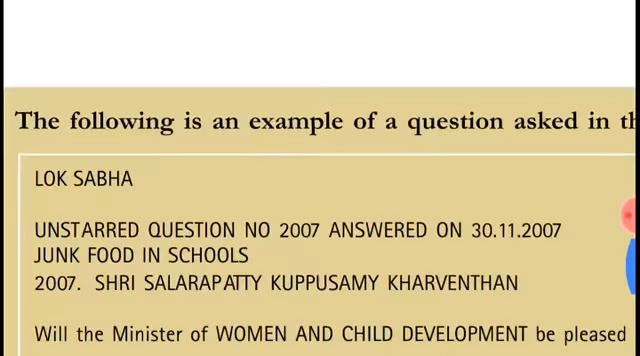 The following is an example of a question asked in
LOK SABHA
UNSTARRED QUESTION NO 2007 ANSWERED ON 30.11.2007
JUNK FOOD IN SCHOOLS
2007. SHRI SALARAPATTY KUPPUSAMY KHARVENTHAN
Will the Minister of WOMEN AND CHILD DEVELOPMENT be pleased